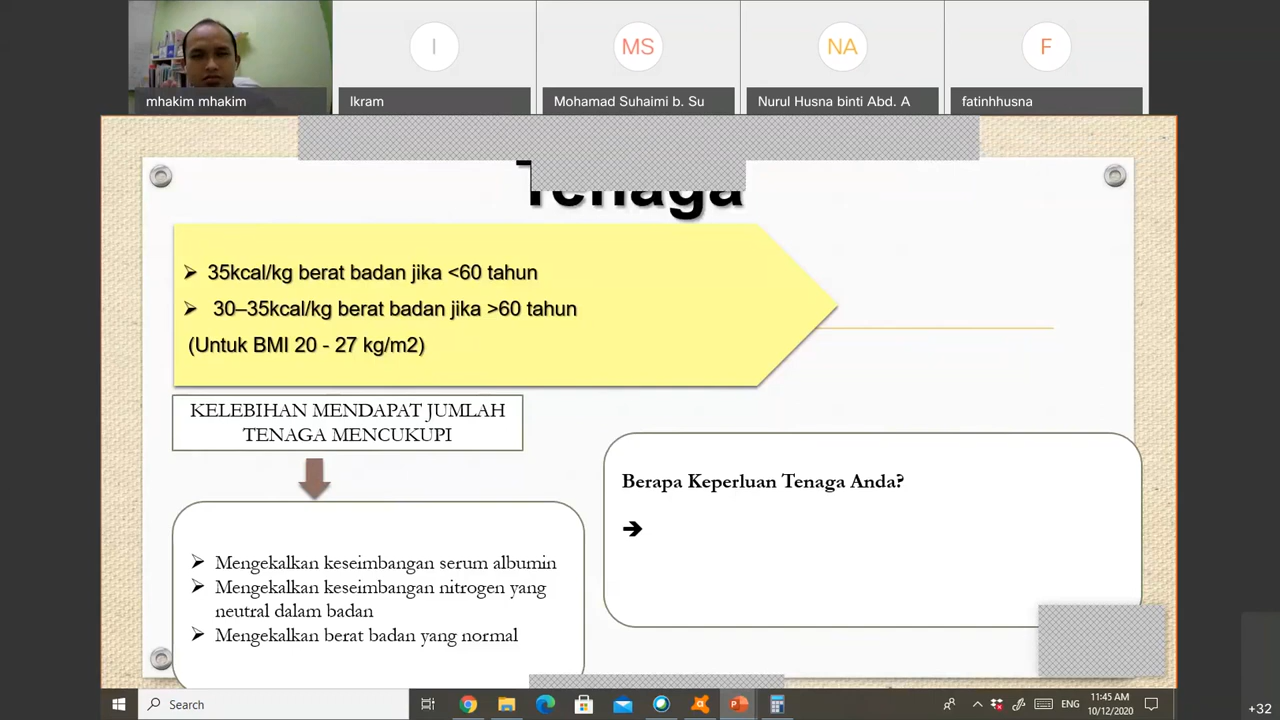 mhakim mhakim
I
Ikram
MS
Mohamad Suhaimi b. Su
NA
Nurul Husna binti Abd. A
F
fatinhhusna
Tenaga
35kcal/kg berat badan jika <60 tahun
30–35kcal/kg berat badan jika >60 tahun
(Untuk BMI 20 - 27 kg/m2)
KELEBIHAN MENDAPAT JUMLAH
TENAGA MENCUKUPI
Mengekalkan keseimbangan serum albumin
Mengekalkan keseimbangan nitrogen yang
neutral dalam badan
Mengekalkan berat badan yang normal
Berapa Keperluan Tenaga Anda?
Search
ENG
11:45 AM
10/12/2020
+32